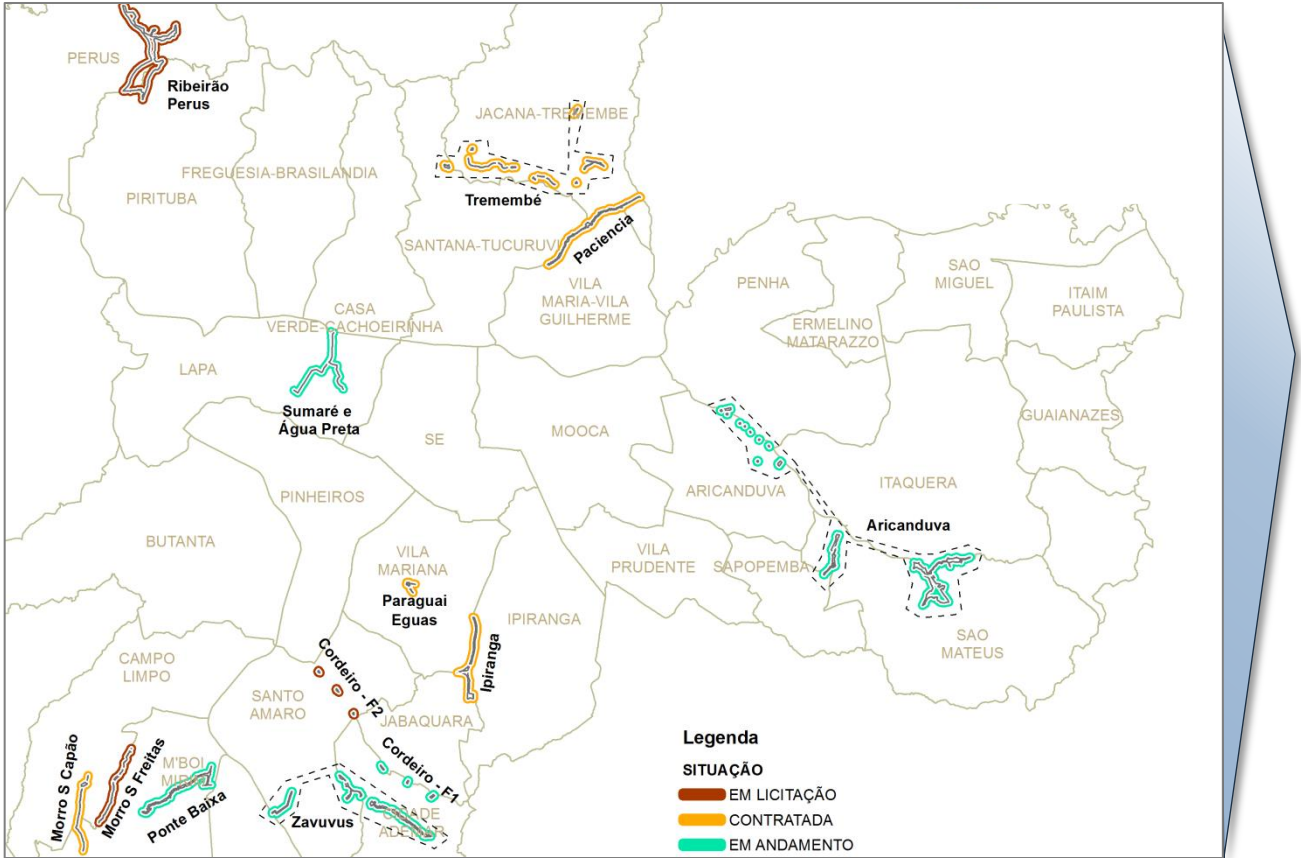 PERUS
Ribeirão
Perus
JACANA-TREMEMBE
FREGUESIA-BRASILANDIA
PIRITUBA
Tremembé
SANTANA-TUCURUVI
Paciencia
VILA
MARIA-VILA
GUILHERME
PENHA
SAO
MIGUEL
ITAIM
PAULISTA
ERMELINO
MATARAZZO
CASA
VERDE-CACHOEIRINHA
LAPA
Sumaré e
Água Preta
SE
MOOCA
GUAIANAZES
PINHEIROS
ARICANDUVA
ITAQUERA
Aricanduva
BUTANTA
VILA
MARIANA
Paraguai
Eguas
VILA
PRUDENTE
SAPOPEMBA
IPIRANGA
Ipiranga
SAO
MATEUS
CAMPO
LIMPO
SANTO
AMARO
Cordeiro - F2
JABAQUARA
Cordeiro - F1
Morro S Capão
Morro S Freitas
M'BOI
MIRIM
Ponte Baixa
Zavuvus
CIDADE
ADEMAR
Legenda
SITUAÇÃO
EM LICITAÇÃO
CONTRATADA
EM ANDAMENTO